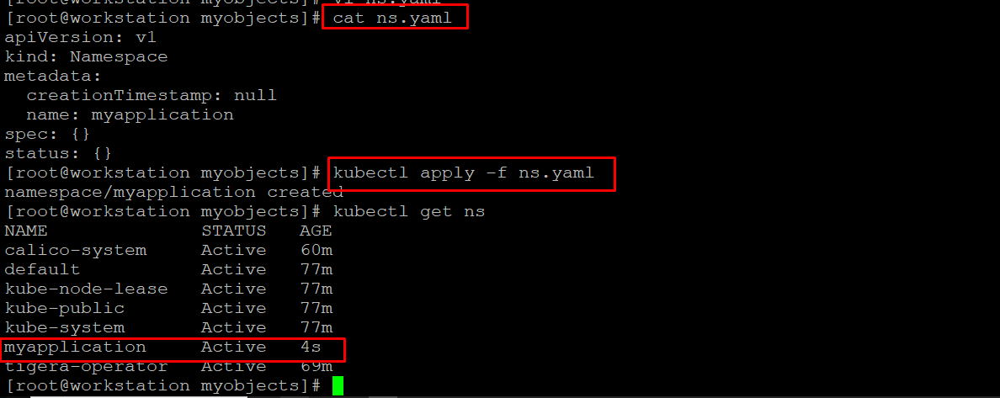 [root@workstation myobjects]# vi ns.yaml
[root@workstation myobjects]# cat ns.yaml
apiVersion: v1
kind: Namespace
metadata:
  creationTimestamp: null
  name: myapplication
spec: {}
status: {}
[root@workstation myobjects]# kubectl apply -f ns.yaml
namespace/myapplication created
[root@workstation myobjects]# kubectl get ns
NAME              STATUS   AGE
calico-system     Active   60m
default           Active   77m
kube-node-lease   Active   77m
kube-public       Active   77m
kube-system       Active   77m
myapplication     Active   4s
tigera-operator   Active   69m
[root@workstation myobjects]#